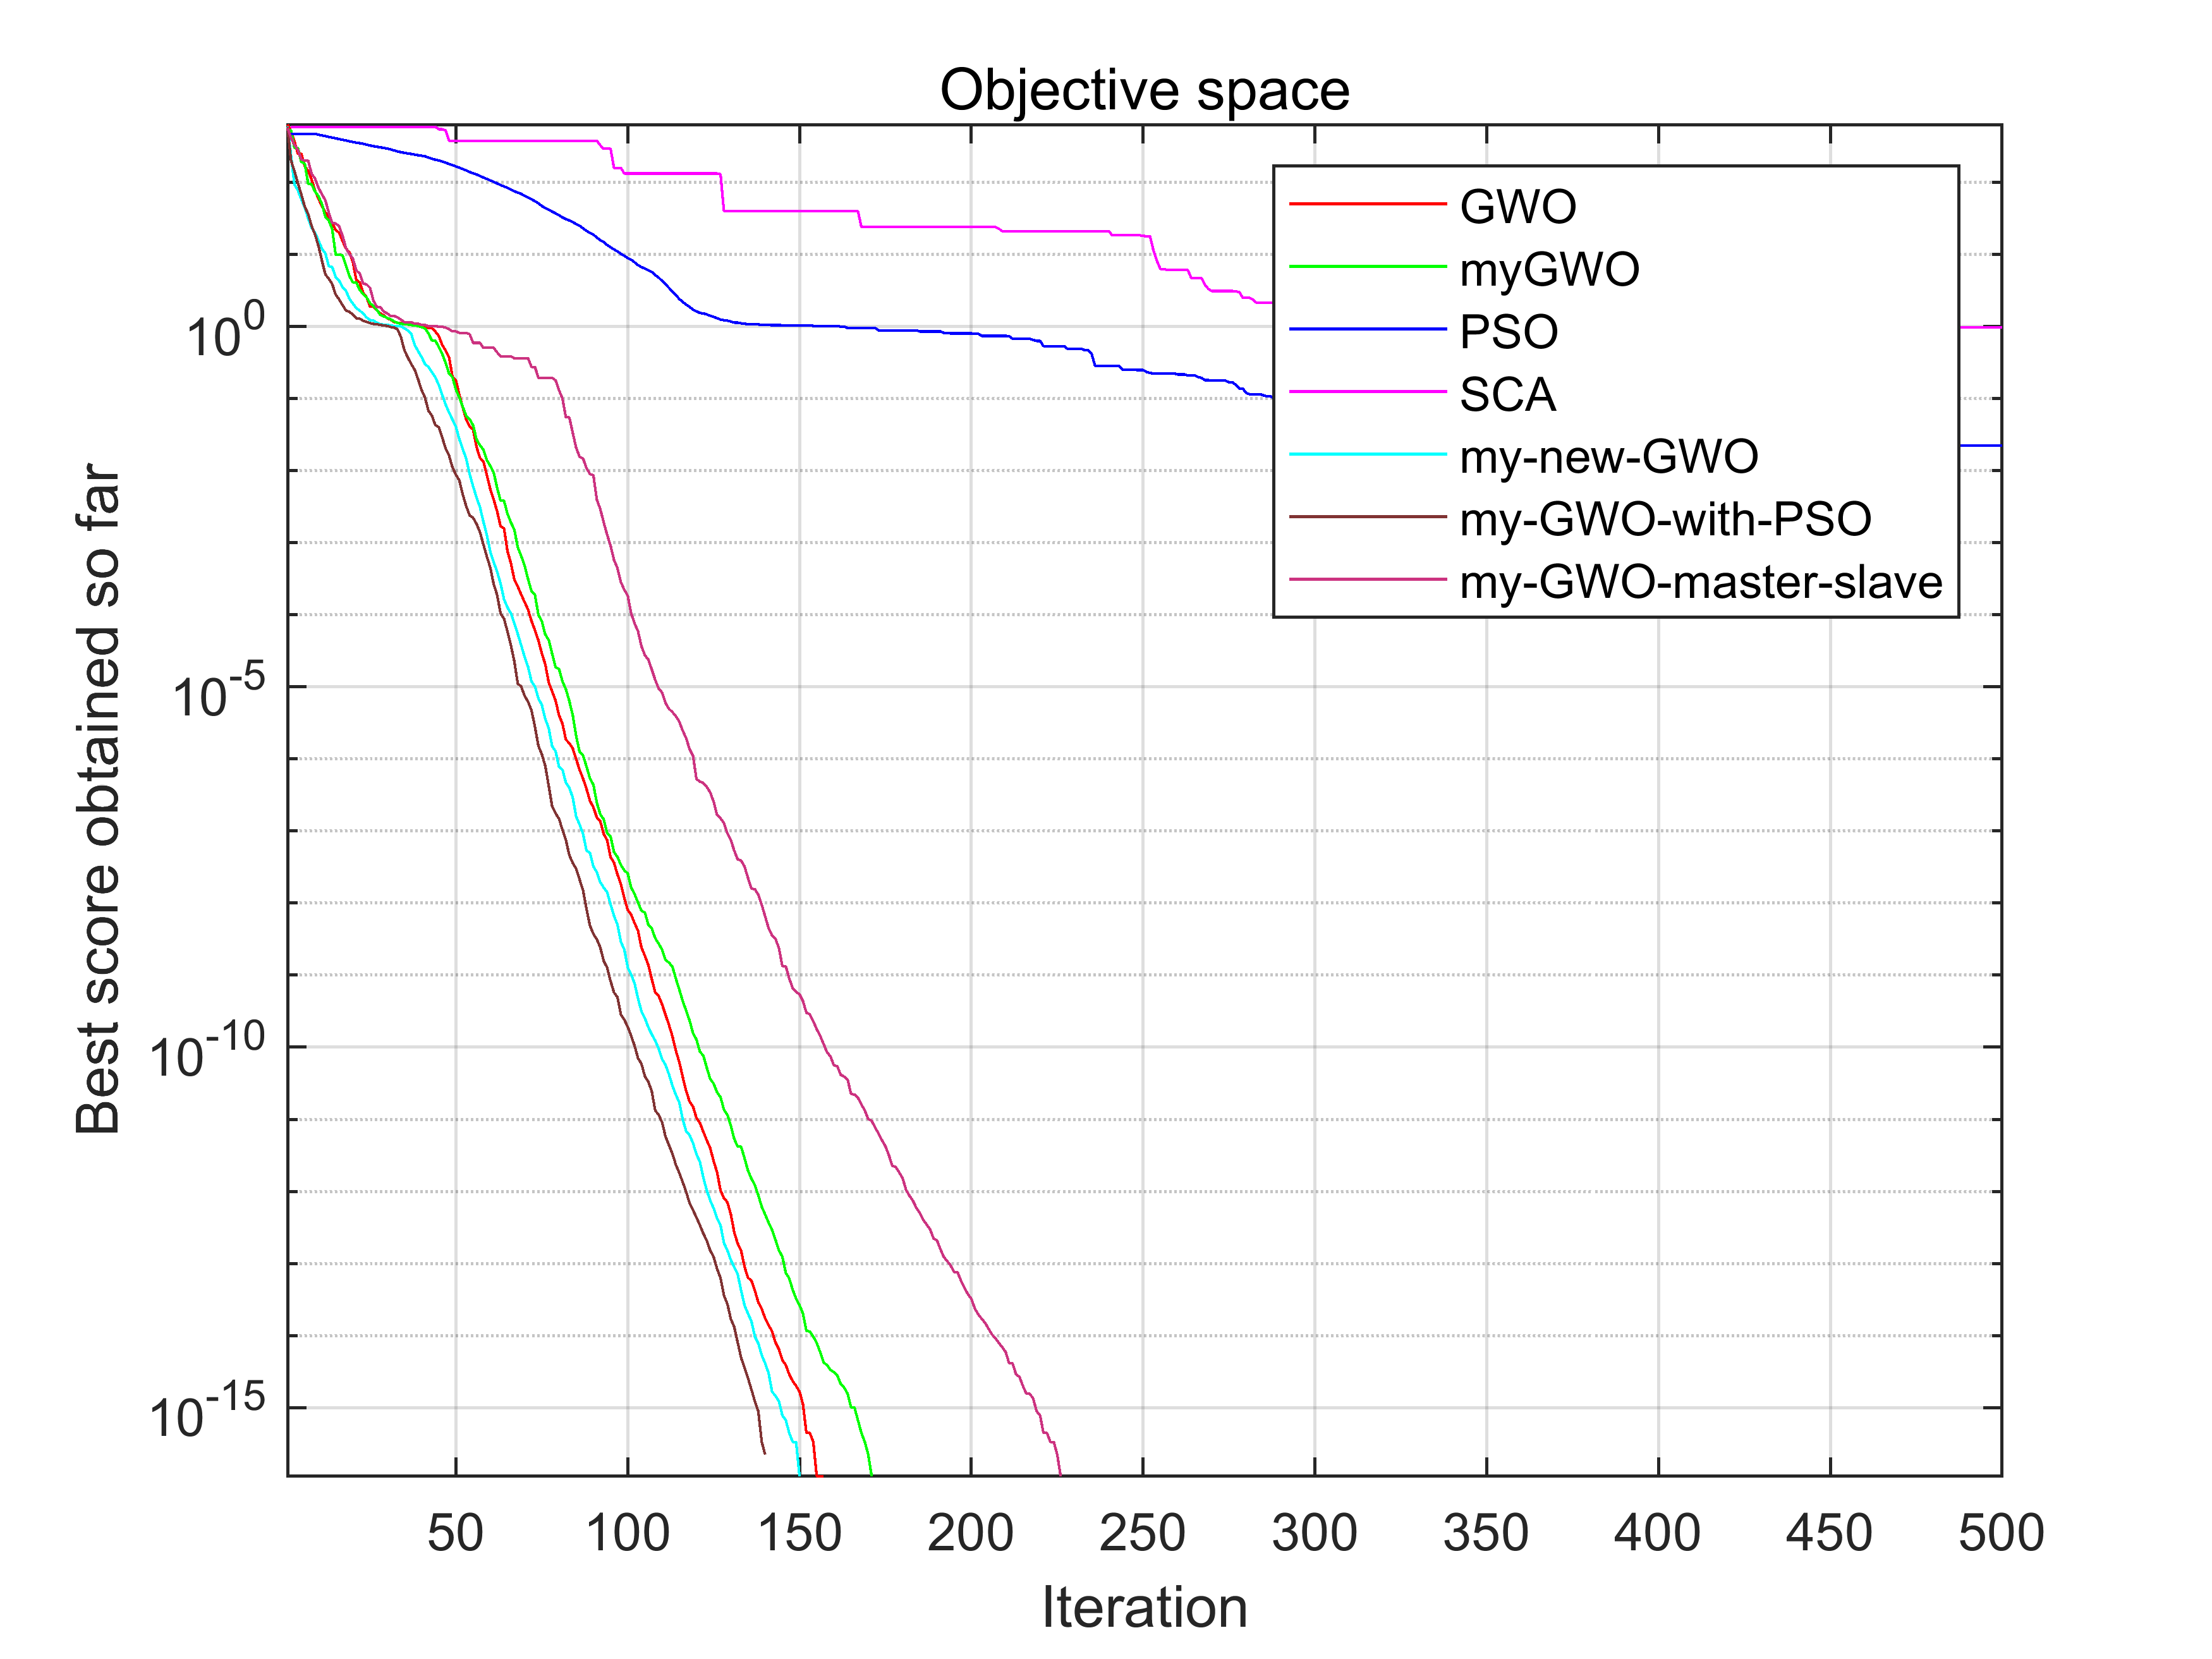 Objective space
Best score obtained so far
10^0
10^-5
10^-10
10^-15
GWO
myGWO
PSO
SCA
my-new-GWO
my-GWO-with-PSO
my-GWO-master-slave
50 100 150 200 250 300 350 400 450 500
Iteration